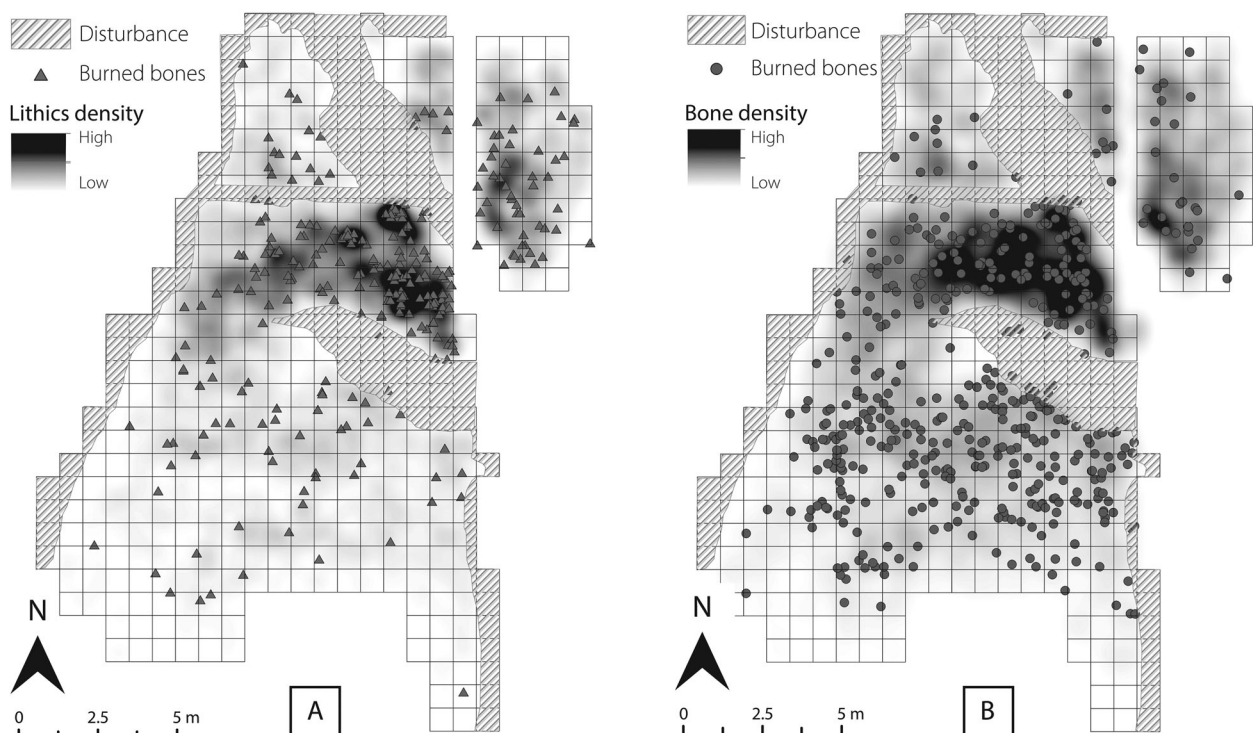 Disturbance
Burned bones
Lithics density
High
Low
N
0 2.5 5 m
A
Disturbance
Burned bones
Bone density
High
Low
N
0 2.5 5 m
B